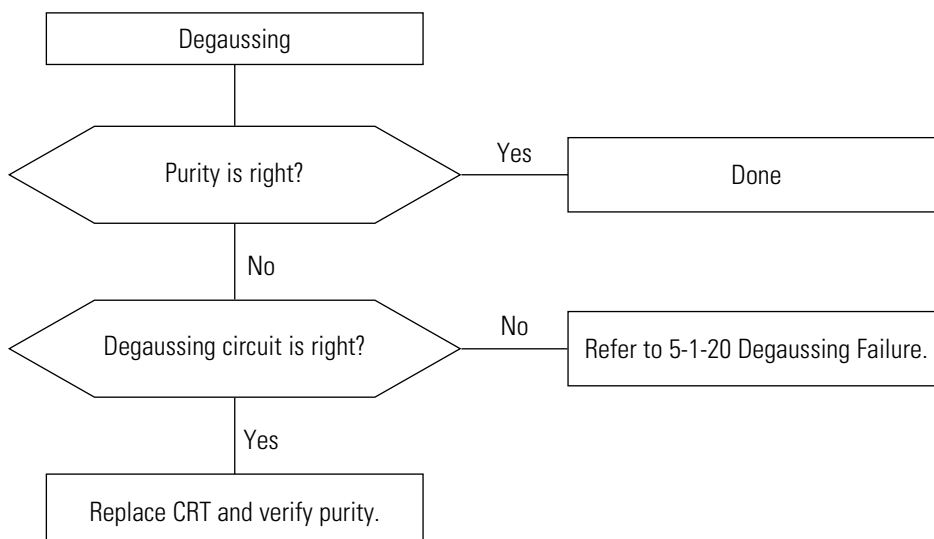 Degaussing
Purity is right?
Yes
Done
No
Degaussing circuit is right?
No
Refer to 5-1-20 Degaussing Failure.
Yes
Replace CRT and verify purity.